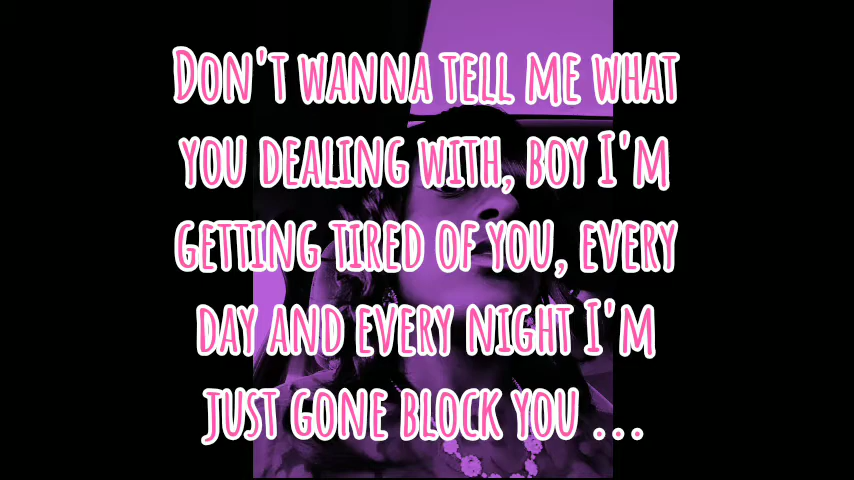 Don't wanna tell me what
you dealing with, boy I'm
getting tired of you, every
day and every night I'm
just gone block you ...